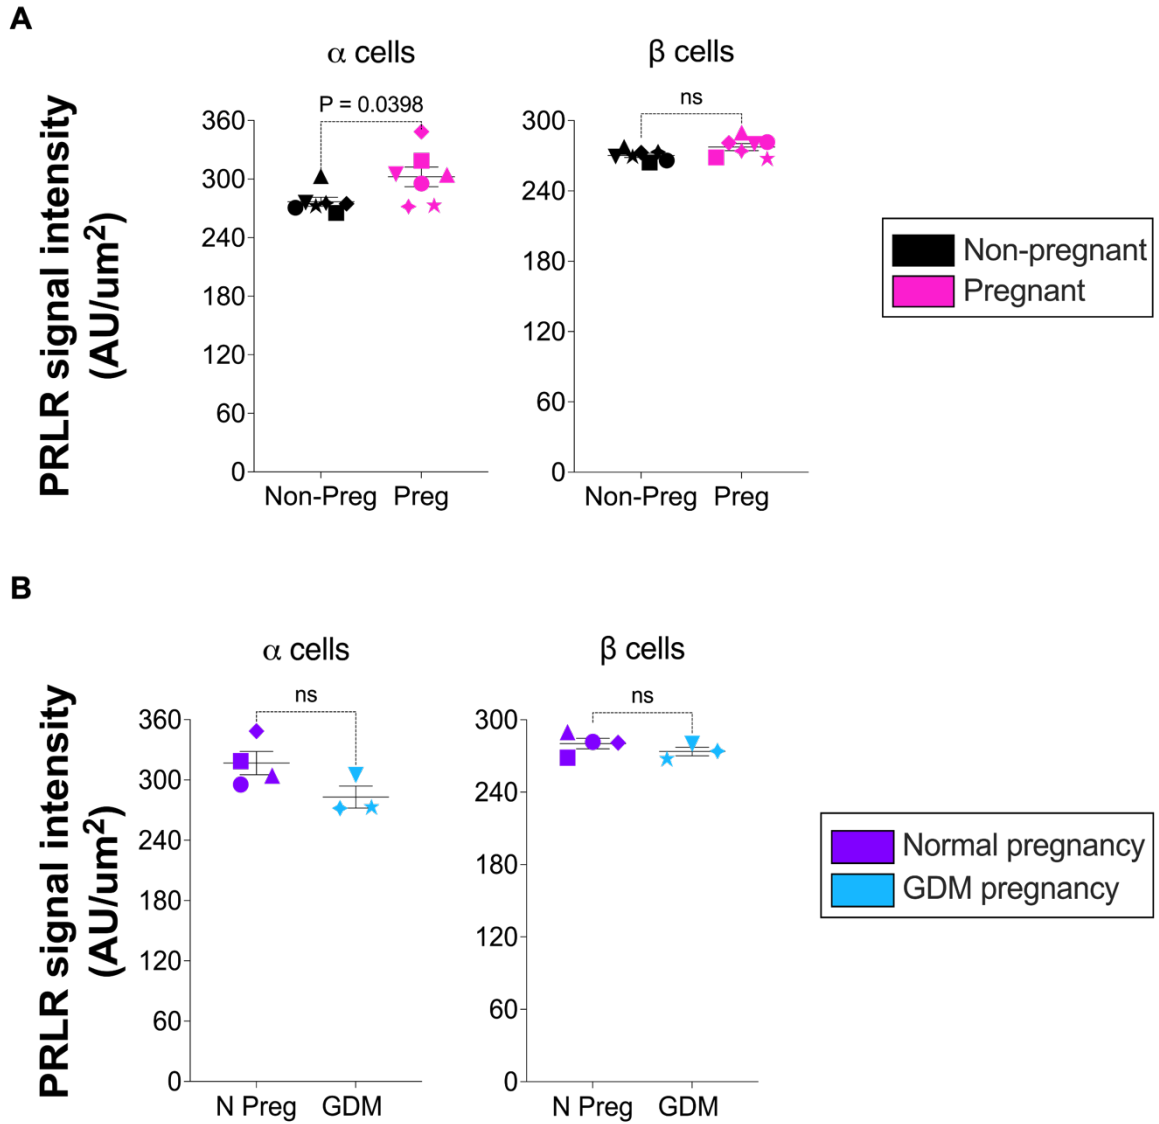 A
α cells
β cells
PRLR signal intensity
(AU/um²)
P = 0.0398
360
300
240
180
120
60
0
Non-Preg Preg
ns
300
240
180
120
60
0
Non-Preg Preg
Non-pregnant
Pregnant
B
α cells
β cells
PRLR signal intensity
(AU/um²)
ns
360
300
240
180
120
60
0
N Preg GDM
ns
300
240
180
120
60
0
N Preg GDM
Normal pregnancy
GDM pregnancy